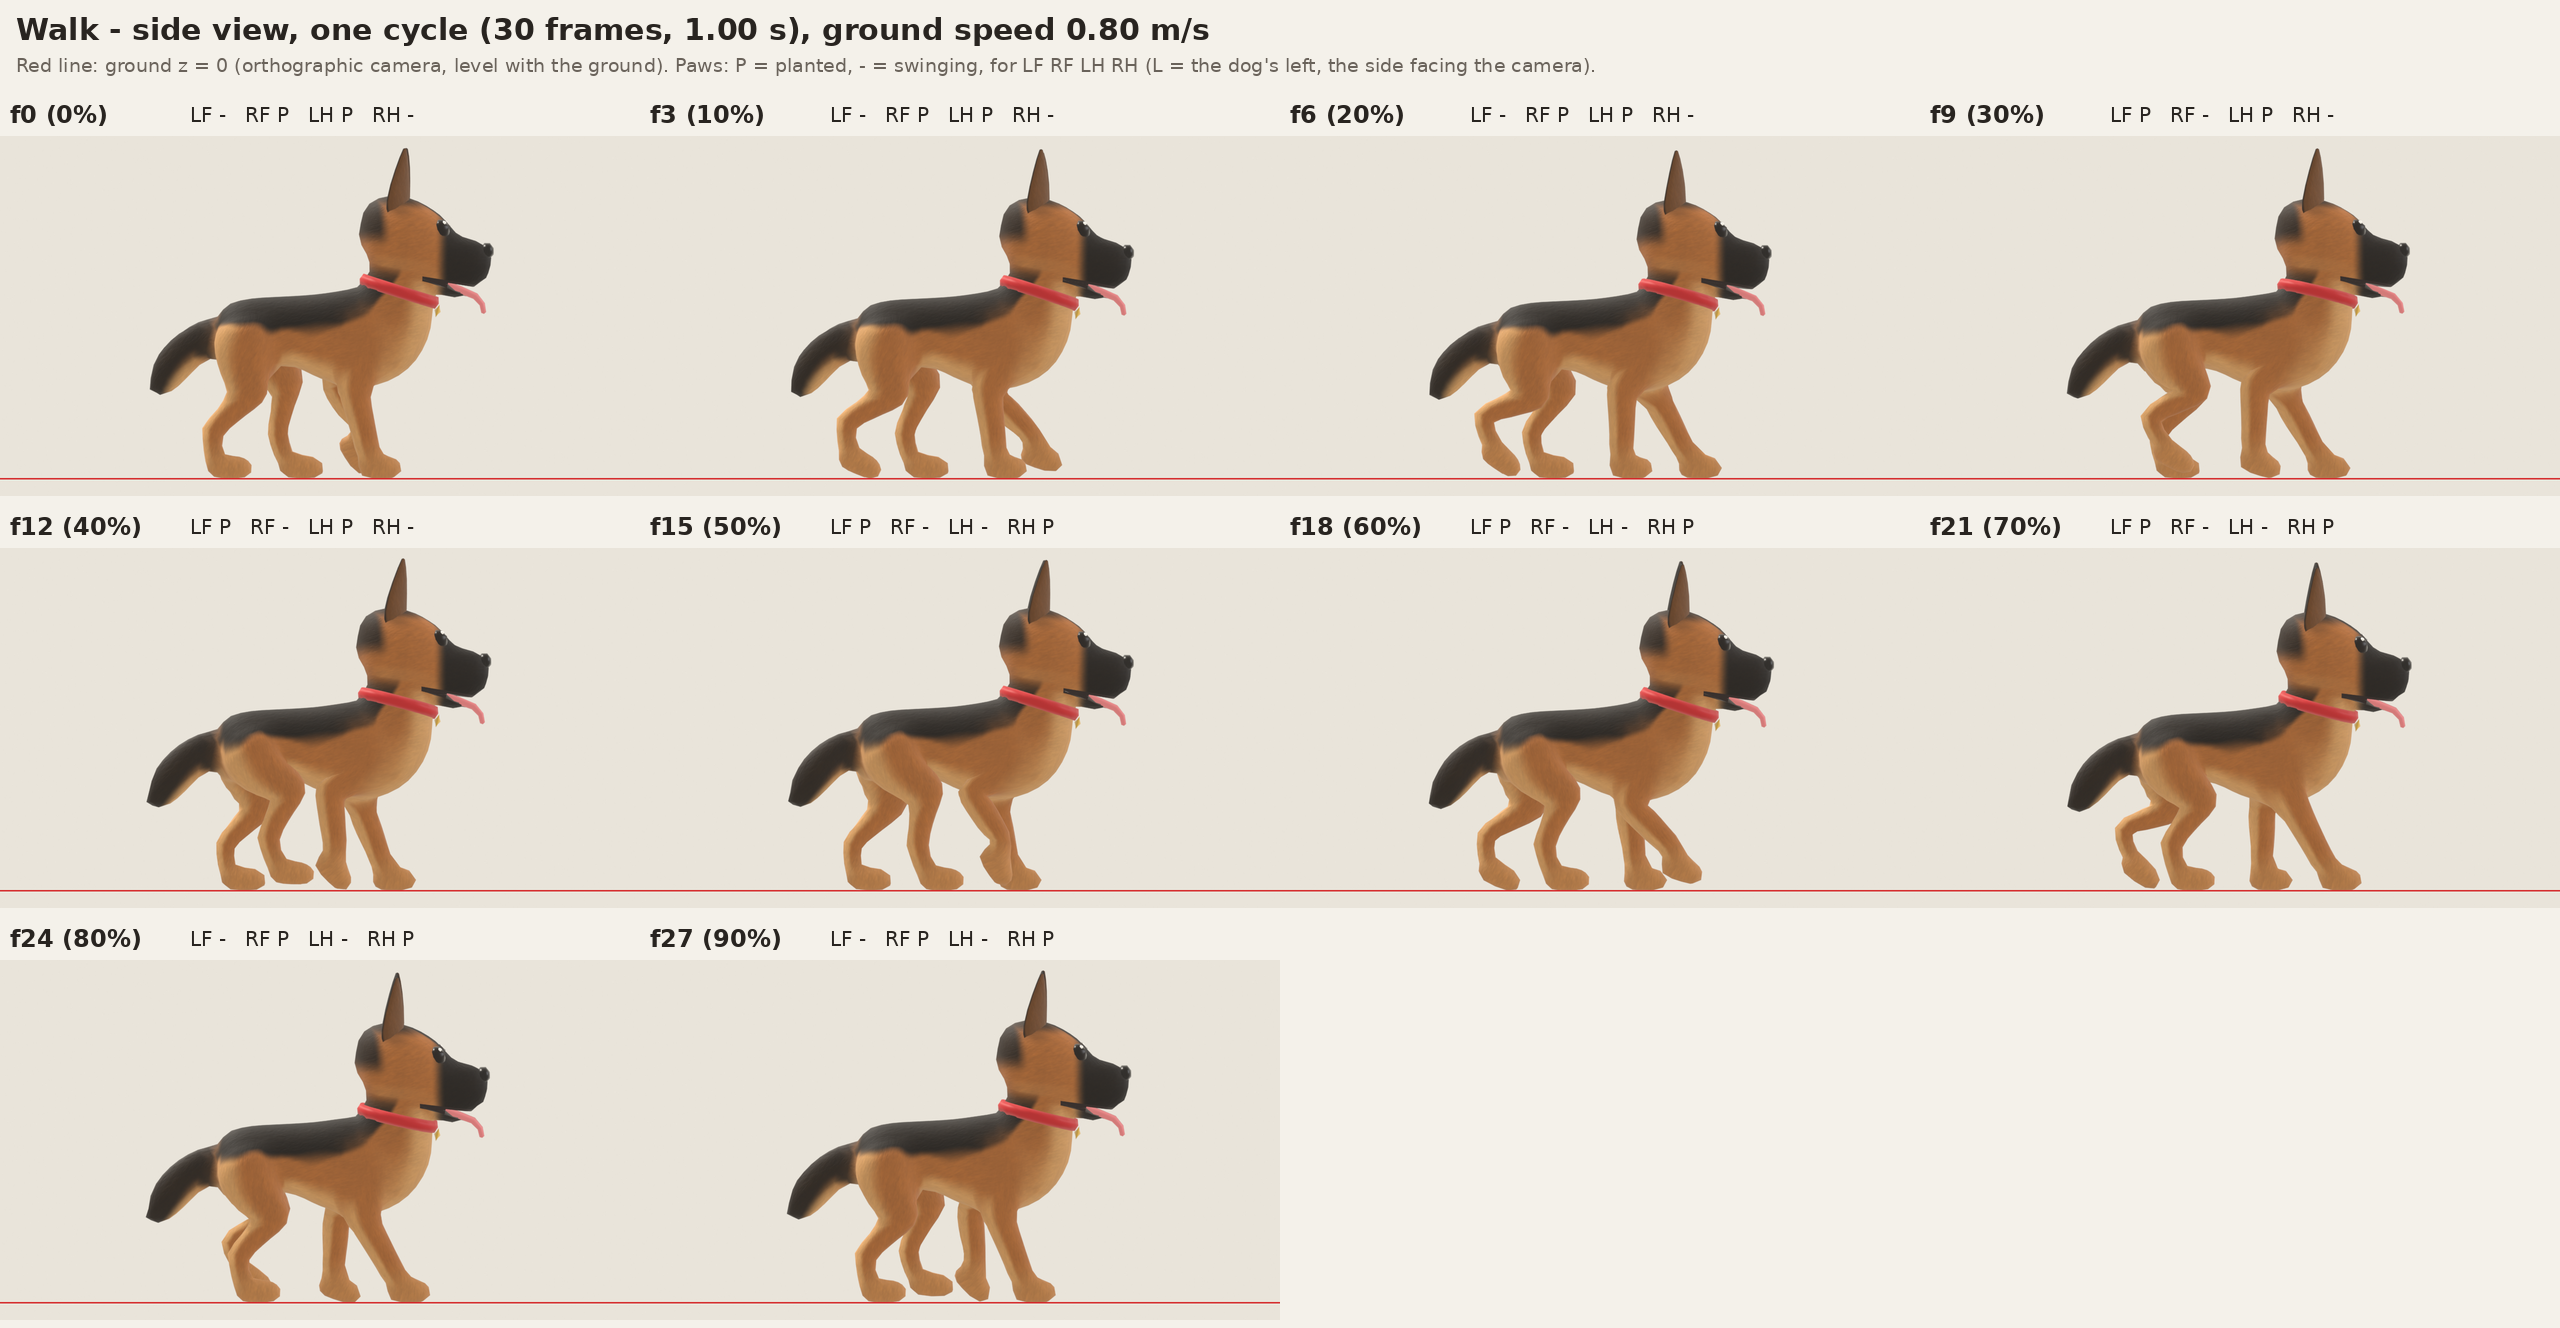 Walk - side view, one cycle (30 frames, 1.00 s), ground speed 0.80 m/s
Red line: ground z = 0 (orthographic camera, level with the ground). Paws: P = planted, - = swinging, for LF RF LH RH (L = the dog's left, the side facing the camera).
f0 (0%) LF - RF P LH P RH -
f3 (10%) LF - RF P LH P RH -
f6 (20%) LF - RF P LH P RH -
f9 (30%) LF P RF - LH P RH -
f12 (40%) LF P RF - LH P RH -
f15 (50%) LF P RF - LH - RH P
f18 (60%) LF P RF - LH - RH P
f21 (70%) LF P RF - LH - RH P
f24 (80%) LF - RF P LH - RH P
f27 (90%) LF - RF P LH - RH P